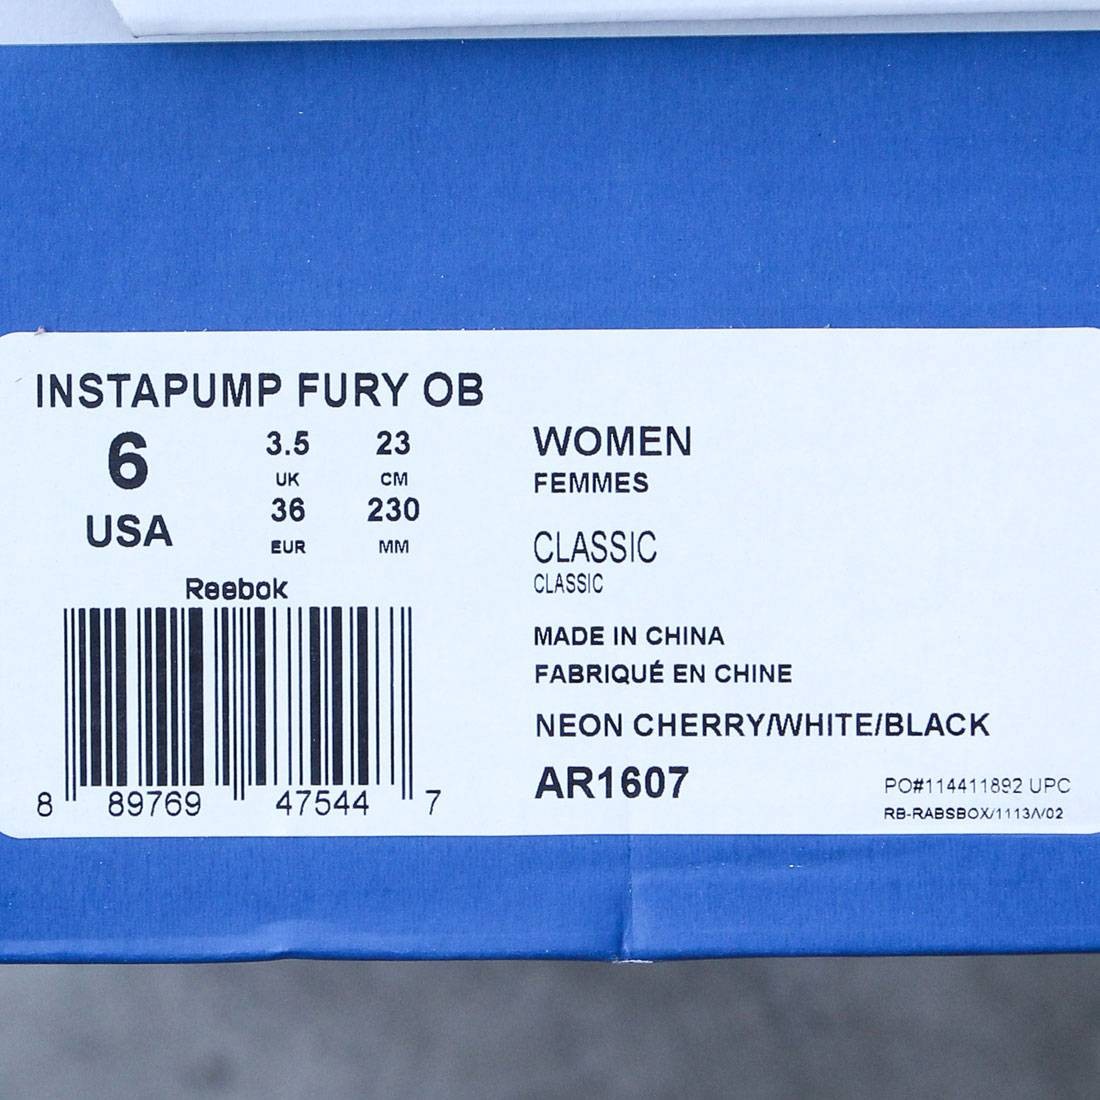 INSTAPUMP FURY OB
6
USA
3.5 23
UK CM
36 230
EUR MM
Reebok
8 89769 47544 7
WOMEN
FEMMES
CLASSIC
CLASSIC
MADE IN CHINA
FABRIQUÉ EN CHINE
NEON CHERRY/WHITE/BLACK
AR1607
PO#114411892 UPC
RB-RABSBOX/1113/V02